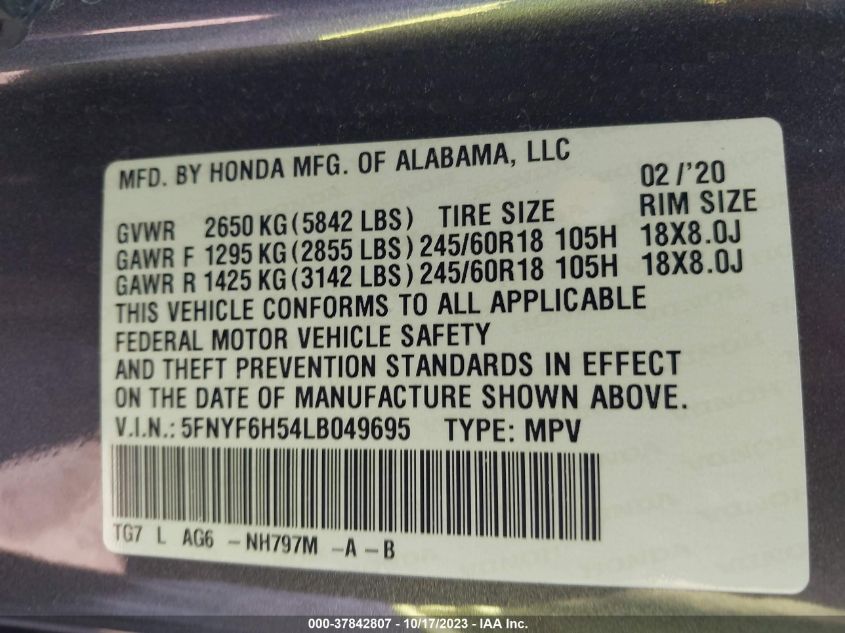 MFD. BY HONDA MFG. OF ALABAMA, LLC 02/'20
GVWR 2650 KG (5842 LBS) TIRE SIZE RIM SIZE
GAWR F 1295 KG (2855 LBS) 245/60R18 105H 18X8.0J
GAWR R 1425 KG (3142 LBS) 245/60R18 105H 18X8.0J
THIS VEHICLE CONFORMS TO ALL APPLICABLE
FEDERAL MOTOR VEHICLE SAFETY
AND THEFT PREVENTION STANDARDS IN EFFECT
ON THE DATE OF MANUFACTURE SHOWN ABOVE.
V.I.N.: 5FNYF6H54LB049695 TYPE: MPV
TG7 L AG6 -NH797M -A -B
000-37842807 - 10/17/2023 - IAA Inc.